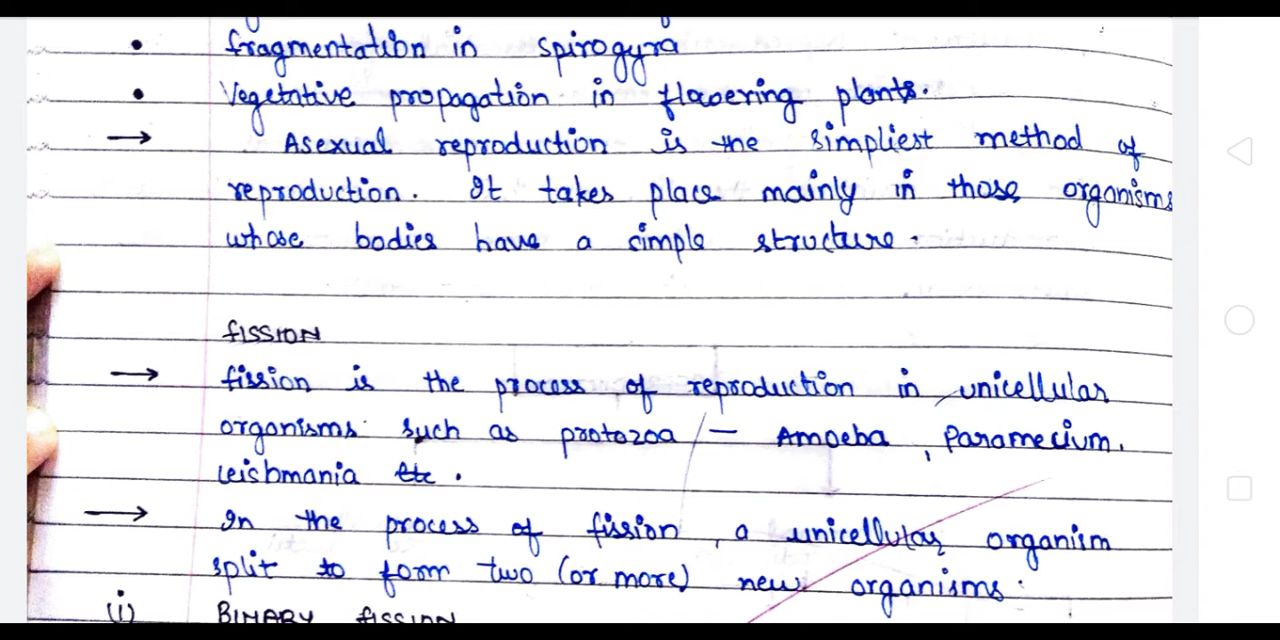 • fragmentation in spirogyra
• Vegetative propagation in flowering plants.
→ Asexual reproduction is the simpliest method of
reproduction. It takes place mainly in those organisms
whose bodies have a simple structure.
FISSION
→ fission is the process of reproduction in unicellular
organisms such as protozoa - Amoeba, Paramecium,
leishmania etc.
→ In the process of fission, a unicellular organism
split to form two (or more) new organisms.
(i) BINARY FISSION